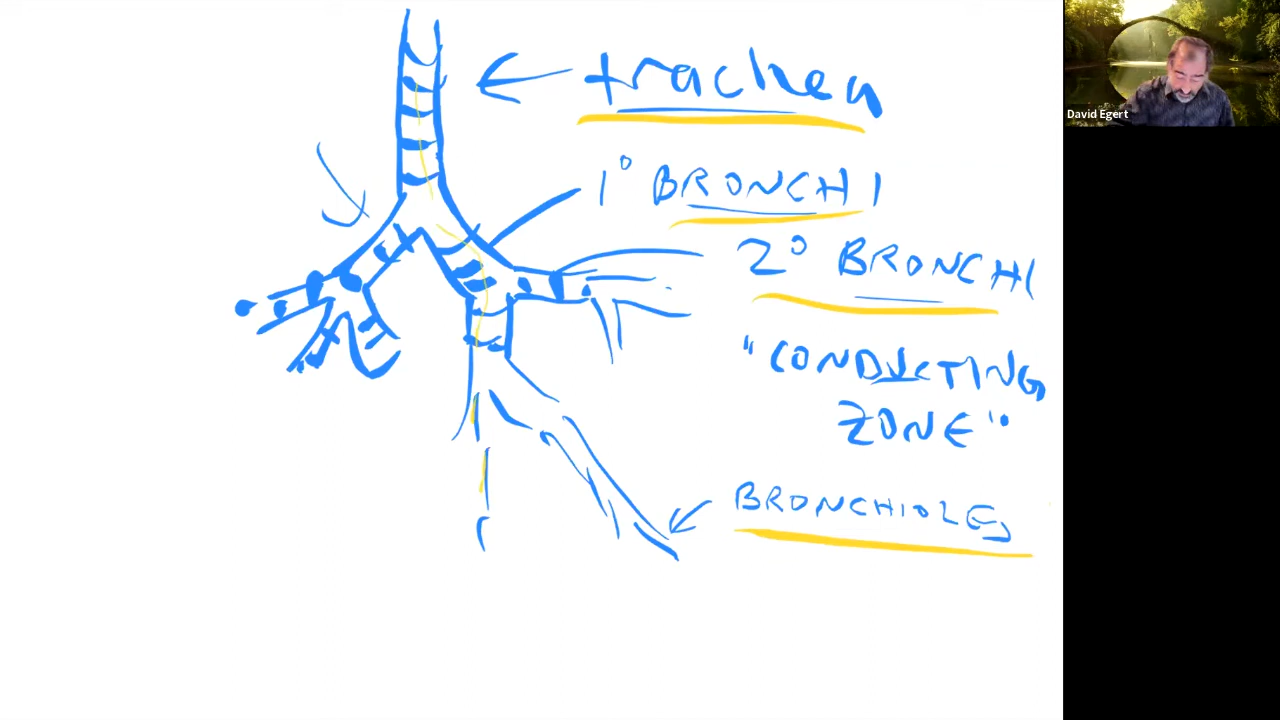 trachea
1° BRONCHI
2° BRONCHI
"CONDUCTING
ZONE"
BRONCHIOLES
David Egert